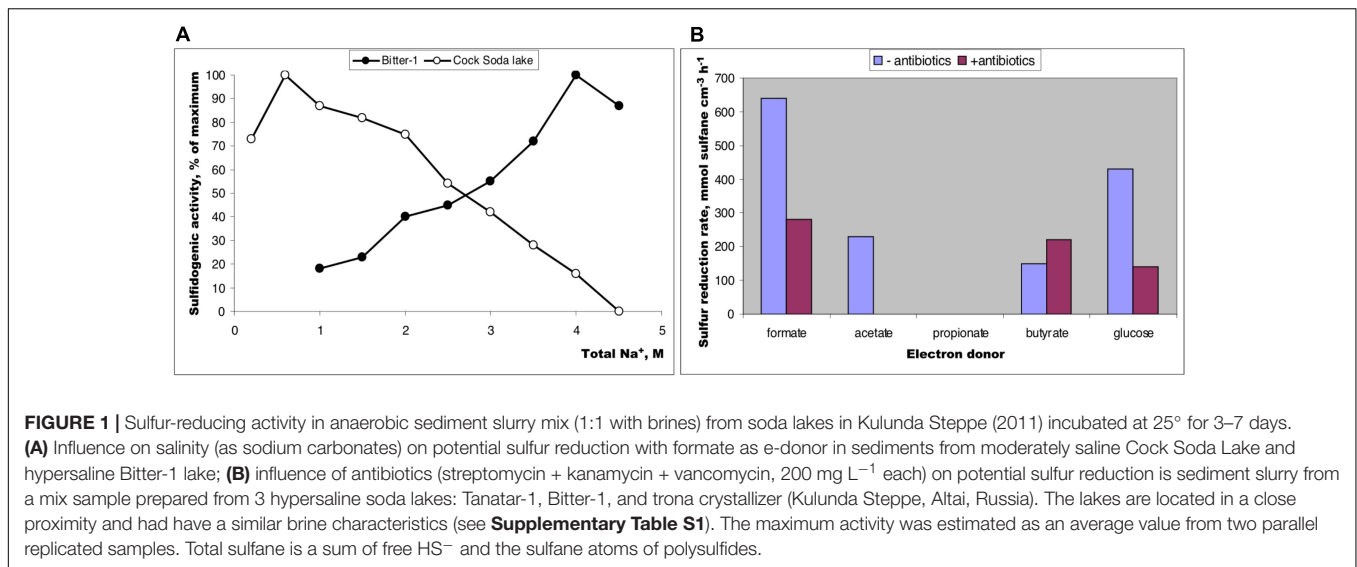 A
B
Bitter-1 Cock Soda lake
- antibiotics +antibiotics
Sulfidogenic activity, % of maximum
100
90
80
70
60
50
40
30
20
10
0
0 1 2 3 4 5
Total Na⁺, M
Sulfur reduction rate, mmol sulfane cm⁻³ h⁻¹
700
600
500
400
300
200
100
0
formate acetate propionate butyrate glucose
Electron donor
FIGURE 1 | Sulfur-reducing activity in anaerobic sediment slurry mix (1:1 with brines) from soda lakes in Kulunda Steppe (2011) incubated at 25° for 3–7 days.
(A) Influence on salinity (as sodium carbonates) on potential sulfur reduction with formate as e-donor in sediments from moderately saline Cock Soda Lake and
hypersaline Bitter-1 lake; (B) influence of antibiotics (streptomycin + kanamycin + vancomycin, 200 mg L⁻¹ each) on potential sulfur reduction is sediment slurry from
a mix sample prepared from 3 hypersaline soda lakes: Tanatar-1, Bitter-1, and trona crystallizer (Kulunda Steppe, Altai, Russia). The lakes are located in a close
proximity and had have a similar brine characteristics (see Supplementary Table S1). The maximum activity was estimated as an average value from two parallel
replicated samples. Total sulfane is a sum of free HS⁻ and the sulfane atoms of polysulfides.